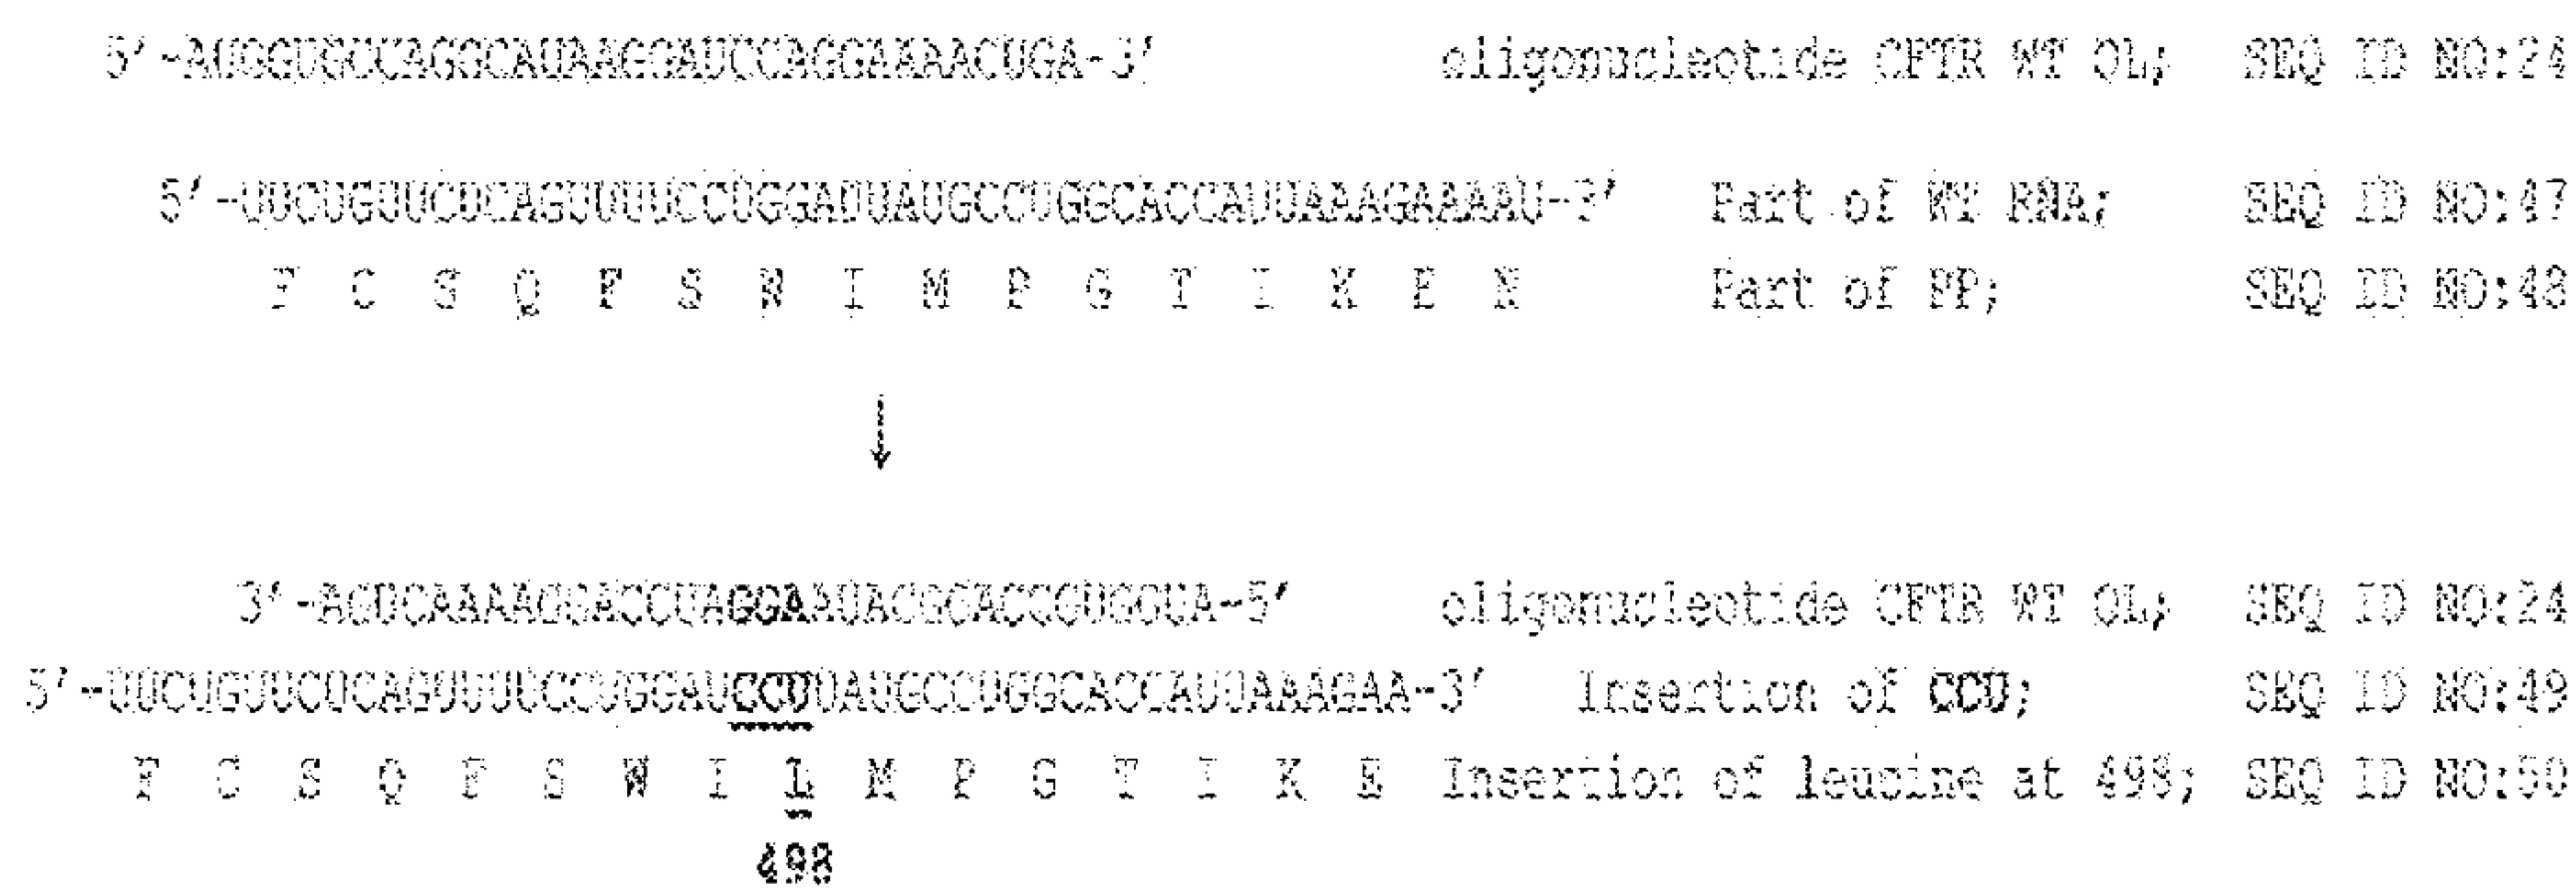 5'-AUGGUGCCAGGCAUAAGGAUCCAGGAAAACUGA-3' oligonucleotide CFTR WT OL; SEQ ID NO:24
5'-UUCUGUUCUCAGUUUUCCUGGAUUAUGCCUGGCACCAUUAAAGAAAAU-3' Part of WT RNA; SEQ ID NO:47
F C S Q F S W I M P G T I K E N Part of PP; SEQ ID NO:48
3'-AGUCAAAAGGACCUAGGAAUACGGACCGUGGUA-5' oligonucleotide CFTR WT OL; SEQ ID NO:24
5'-UUCUGUUCUCAGUUUUCCUGGAUCCUUAUGCCUGGCACCAUUAAAGAA-3' Insertion of CCU; SEQ ID NO:49
F C S Q F S W I L M P G T I K E Insertion of leucine at 498; SEQ ID NO:50
498